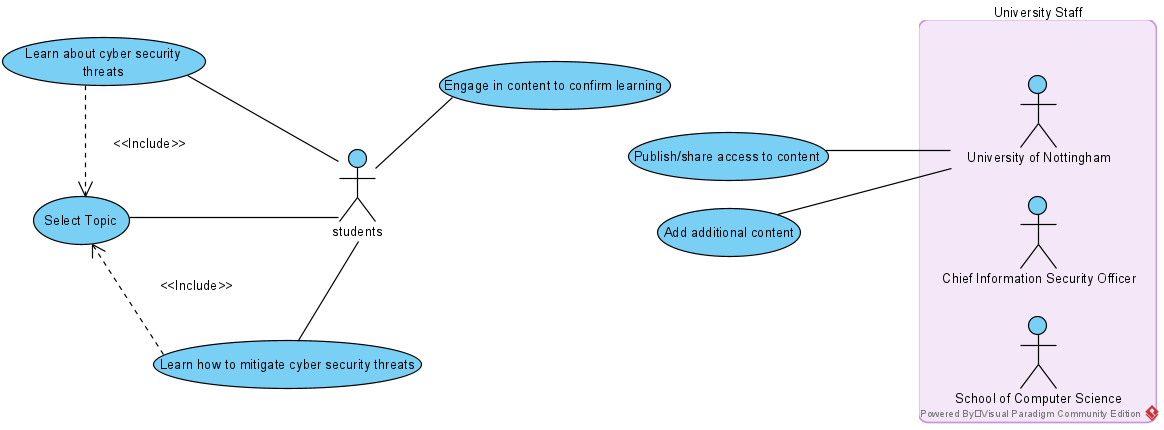 University Staff
Learn about cyber security
threats
Engage in content to confirm learning
<<Include>>
Publish/share access to content
University of Nottingham
Select Topic
students
Add additional content
Chief Information Security Officer
<<Include>>
Learn how to mitigate cyber security threats
School of Computer Science
Powered By□Visual Paradigm Community Edition